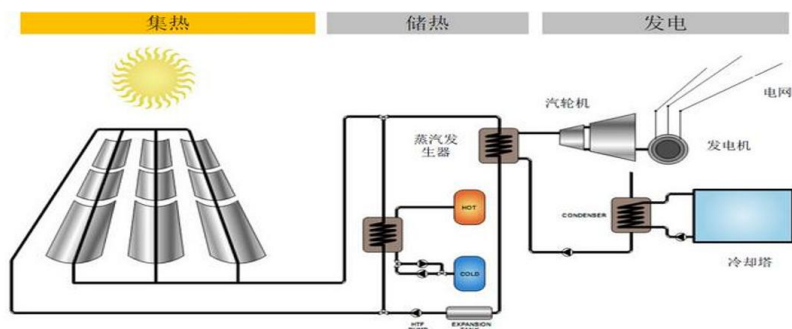 集热
储热
发电
汽轮机
电网
蒸汽发
生器
发电机
HOT
CONDENSER
COLD
冷却塔
HTF
EXPANSION